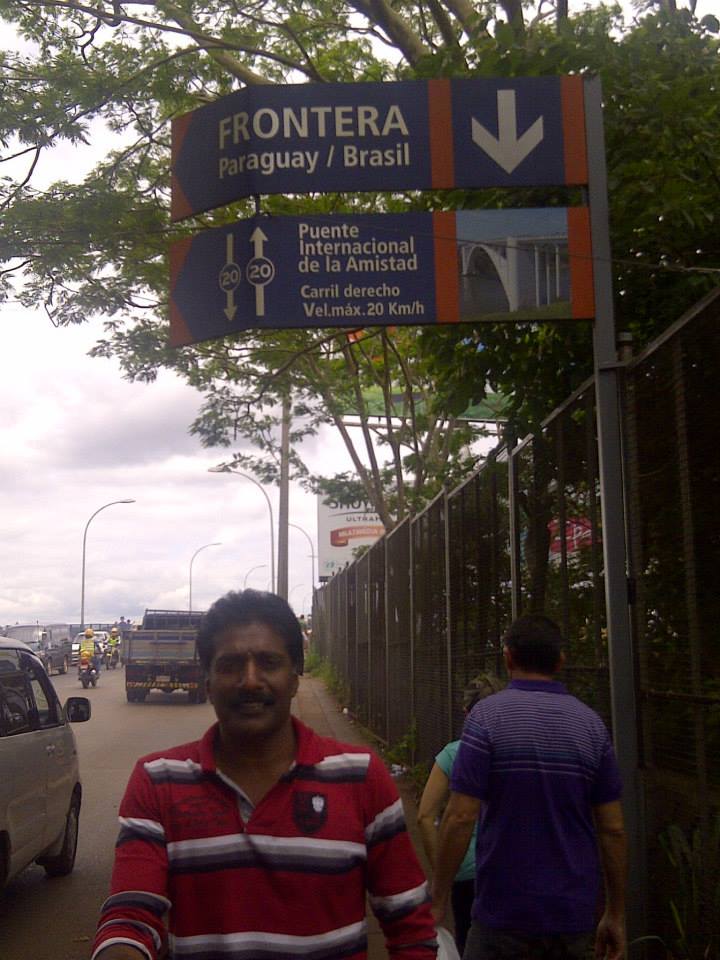 FRONTERA
Paraguay / Brasil
20 20
Puente
Internacional
de la Amistad
Carril derecho
Vel.máx.20 Km/h